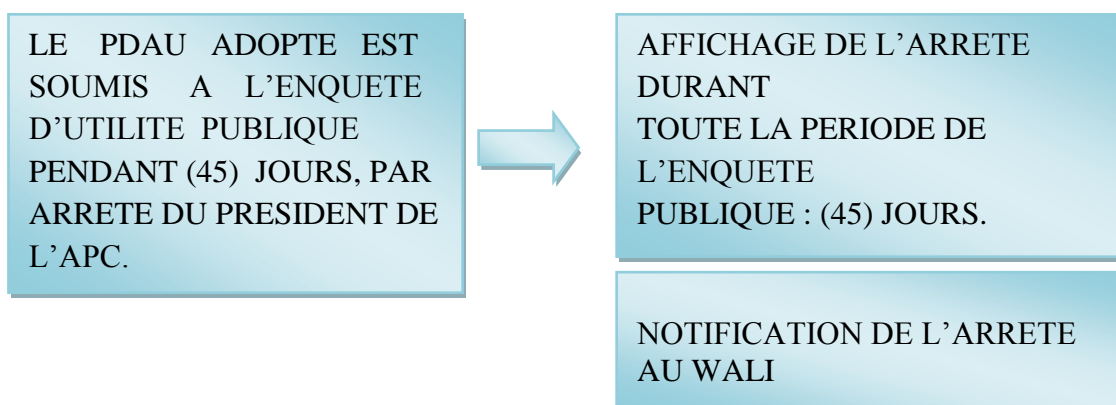 LE PDAU ADOPTE EST
SOUMIS A L’ENQUETE
D’UTILITE PUBLIQUE
PENDANT (45) JOURS, PAR
ARRETE DU PRESIDENT DE
L’APC.
AFFICHAGE DE L’ARRETE
DURANT
TOUTE LA PERIODE DE
L’ENQUETE
PUBLIQUE : (45) JOURS.
NOTIFICATION DE L’ARRETE
AU WALI